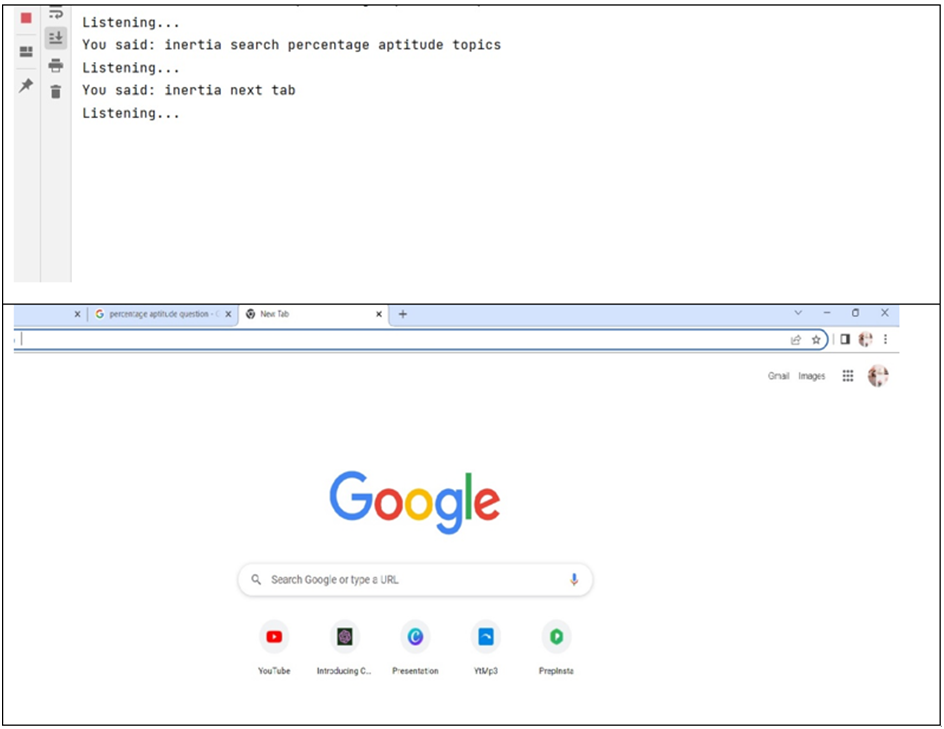 Listening...
You said: inertia search percentage aptitude topics
Listening...
You said: inertia next tab
Listening...
percentage aptitude question -
New Tab
Gmail Images
Google
Search Google or type a URL
YouTube Introducing C... Presentation YtMp3 PrepInsta